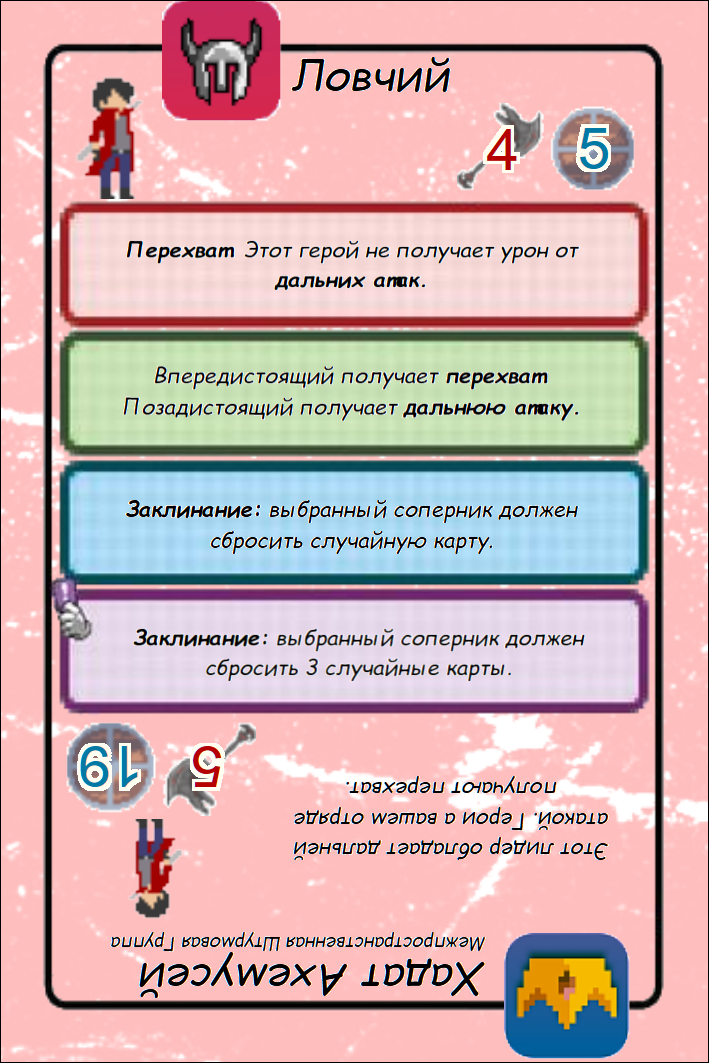 Ловчий
4 5
Перехват Этот герой не получает урон от
дальних атак.
Впередистоящий получает перехват
Позадистоящий получает дальнюю атаку.
Заклинание: выбранный соперник должен
сбросить случайную карту.
Заклинание: выбранный соперник должен
сбросить 3 случайные карты.
Хадат Ахемусей
Межпространственная Штурмовая Группа
Этот лидер обладает дальней
атакой. Герои а вашем отряде
получают перехват.
5 19